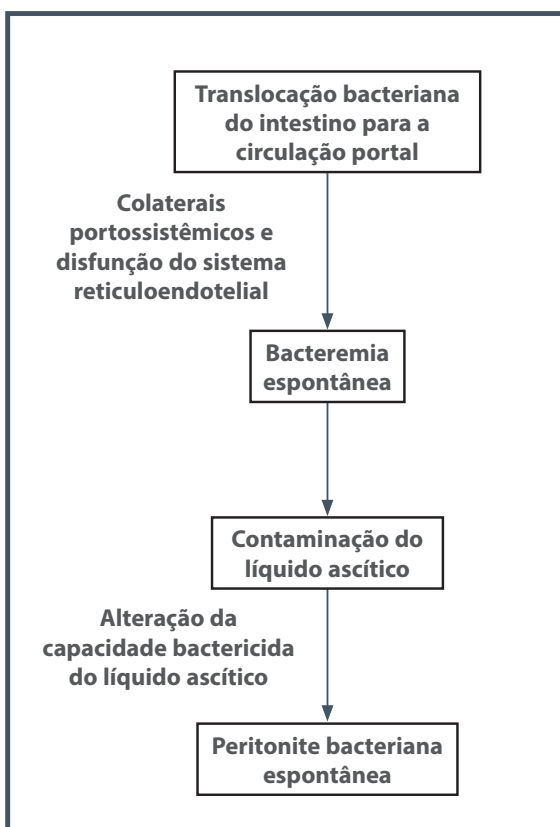 Translocação bacteriana
do intestino para a
circulação portal
Colaterais
portossistêmicos e
disfunção do sistema
reticuloendotelial
Bacteremia
espontânea
Contaminação do
líquido ascítico
Alteração da
capacidade bactericida
do líquido ascítico
Peritonite bacteriana
espontânea